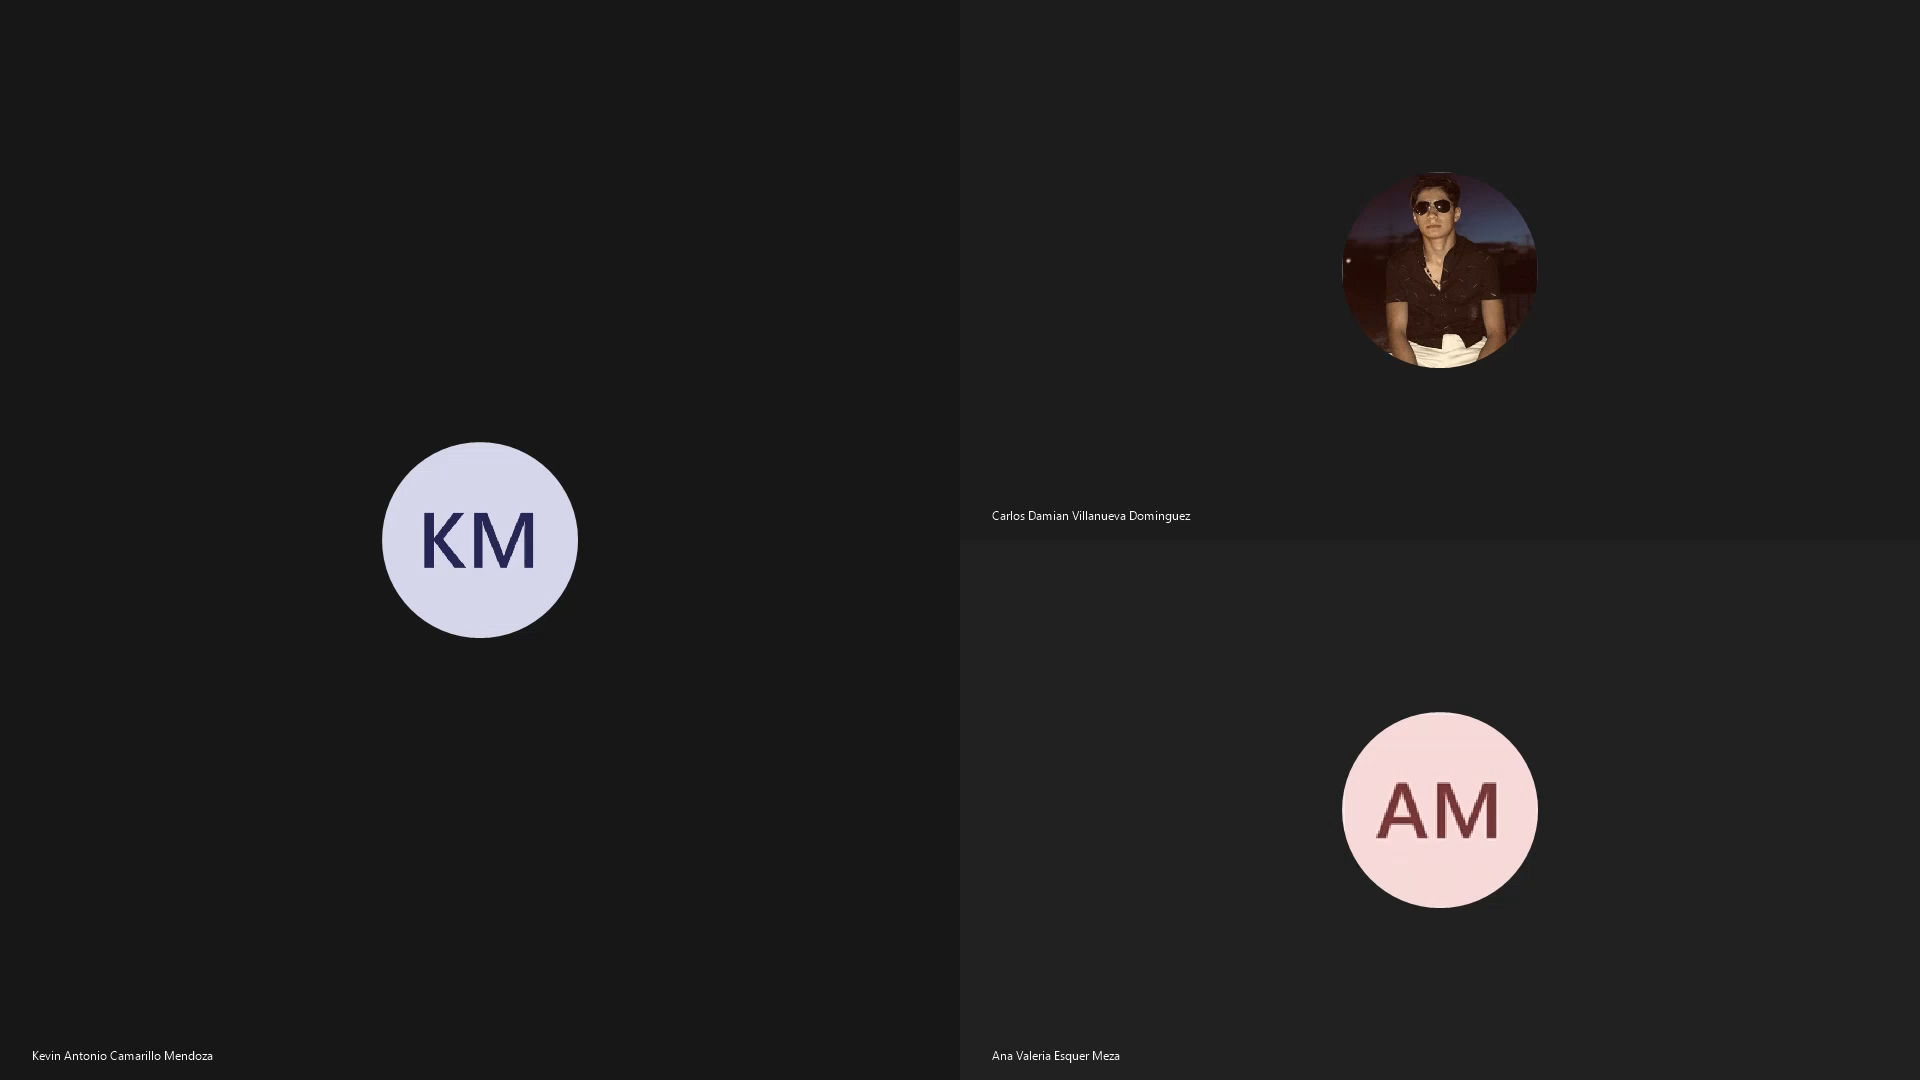 KM
Kevin Antonio Camarillo Mendoza
Carlos Damian Villanueva Dominguez
AM
Ana Valeria Esquer Meza